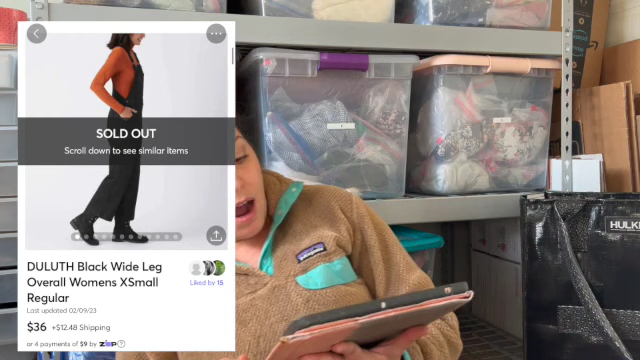 SOLD OUT
Scroll down to see similar items
DULUTH Black Wide Leg
Overall Womens XSmall
Regular
Liked by 15
Last updated 02/09/23
$36 +$12.48 Shipping
or 4 payments of $9 by zip
patagonia